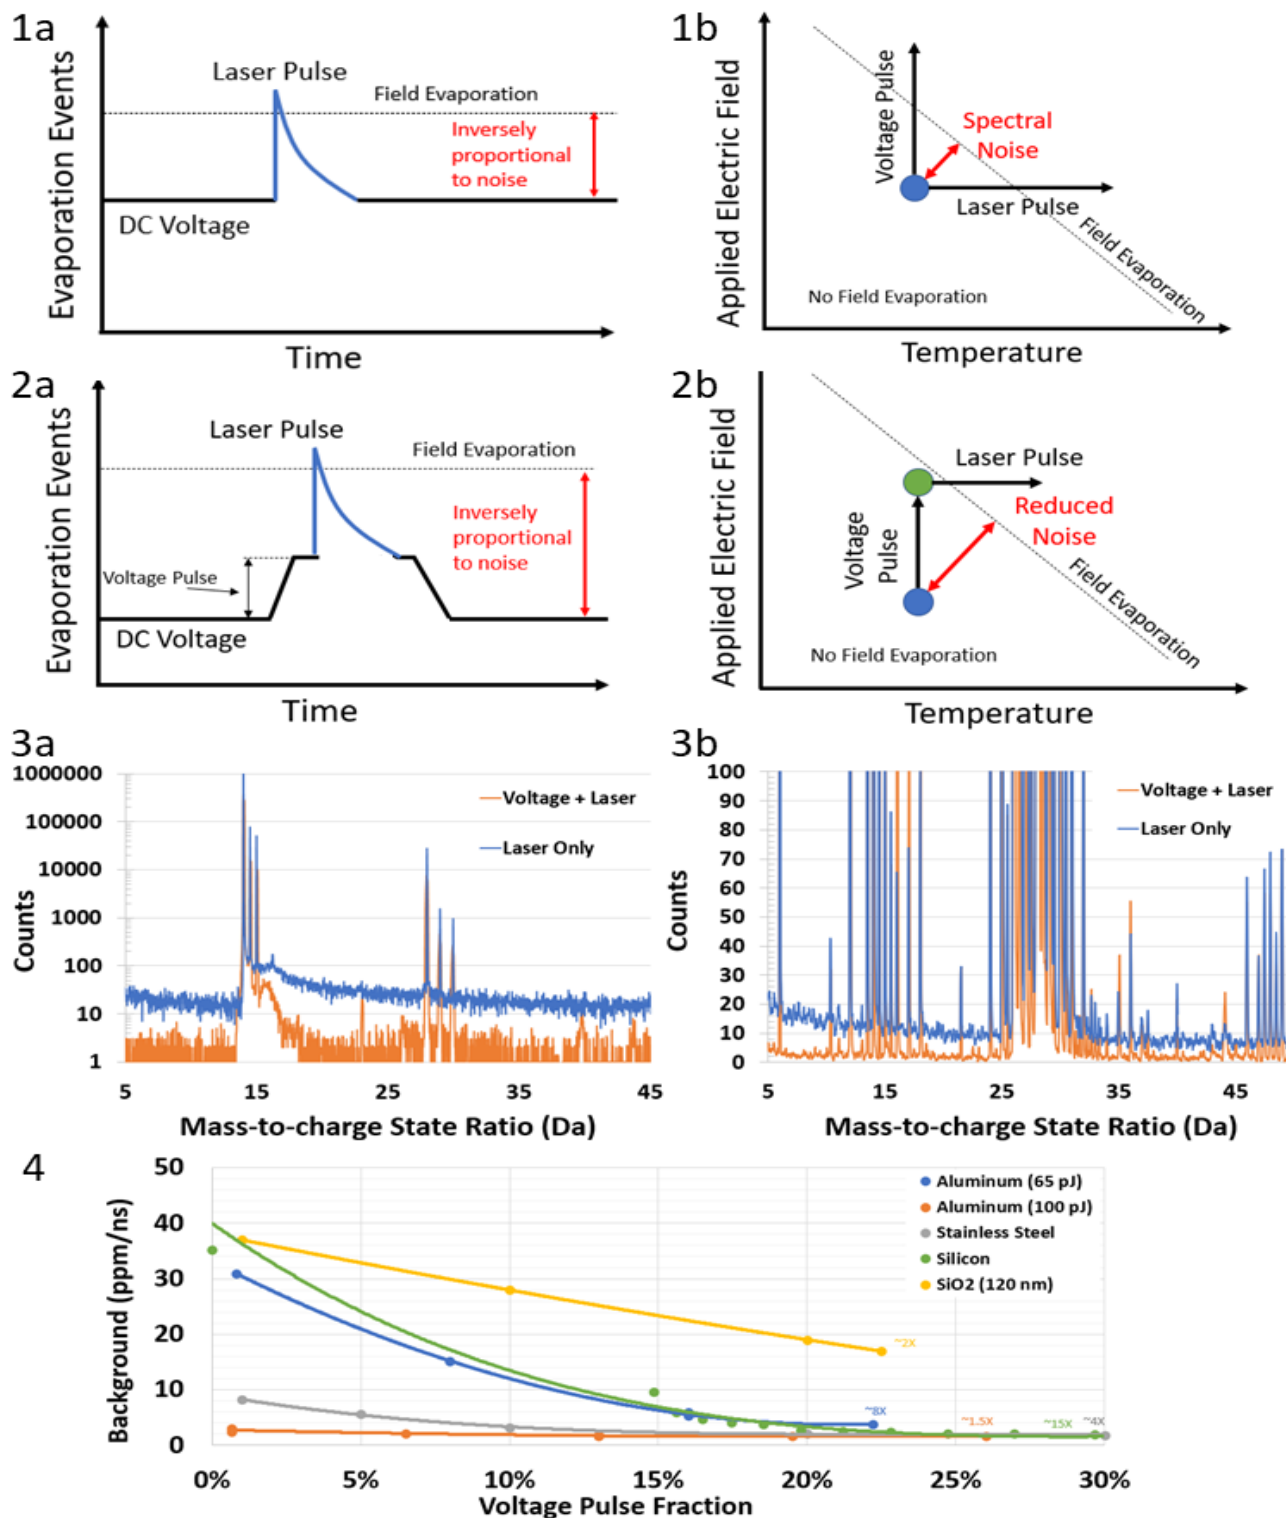 1a
Evaporation Events
Laser Pulse
Field Evaporation
Inversely
proportional
to noise
DC Voltage
Time
1b
Applied Electric Field
Voltage Pulse
Spectral
Noise
Laser Pulse
Field Evaporation
No Field Evaporation
Temperature
2a
Evaporation Events
Laser Pulse
Field Evaporation
Inversely
proportional
to noise
Voltage Pulse
DC Voltage
Time
2b
Applied Electric Field
Laser Pulse
Voltage
Pulse
Reduced
Noise
Field Evaporation
No Field Evaporation
Temperature
3a
Counts
1000000
100000
10000
1000
100
10
1
Voltage + Laser
Laser Only
5 15 25 35 45
Mass-to-charge State Ratio (Da)
3b
Counts
100
90
80
70
60
50
40
30
20
10
0
Voltage + Laser
Laser Only
5 15 25 35 45
Mass-to-charge State Ratio (Da)
4
Background (ppm/ns)
50
40
30
20
10
0
Aluminum (65 pJ)
Aluminum (100 pJ)
Stainless Steel
Silicon
SiO2 (120 nm)
~2X
~8X
~1.5X
~15X
~4X
0% 5% 10% 15% 20% 25% 30%
Voltage Pulse Fraction